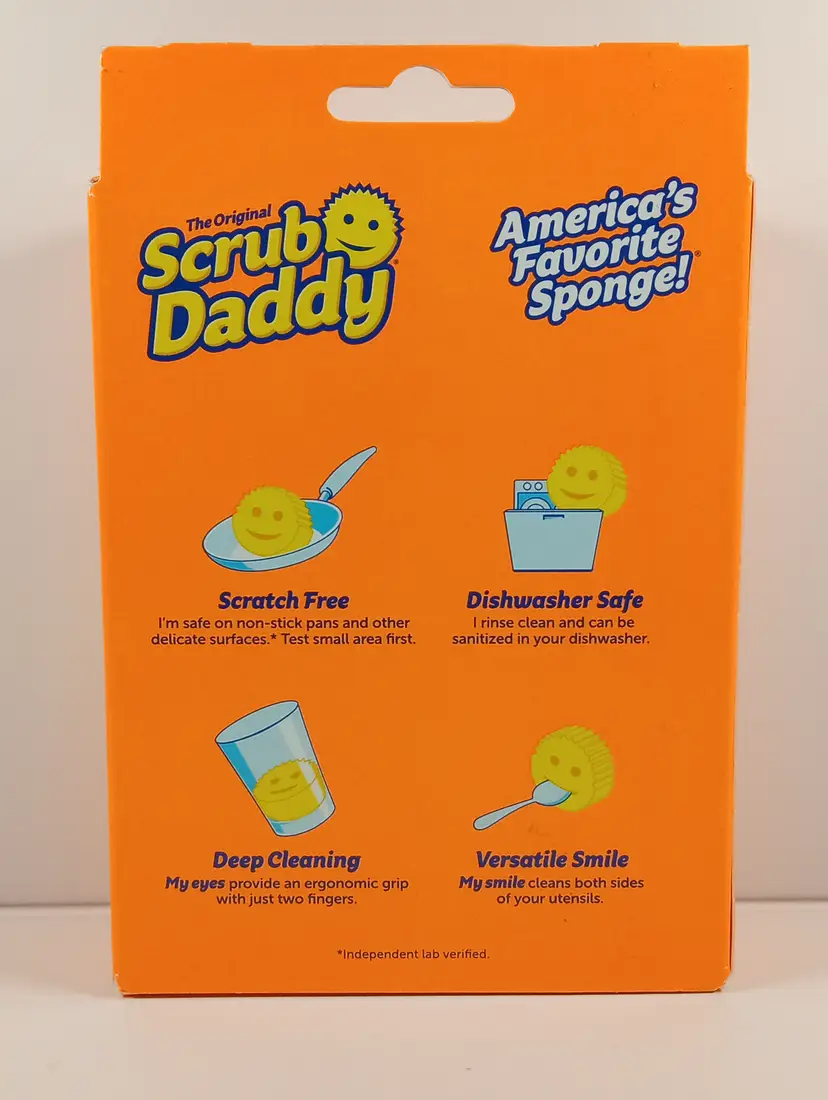 The Original
Scrub
Daddy®
America's
Favorite
Sponge!®
Scratch Free
I'm safe on non-stick pans and other
delicate surfaces.* Test small area first.
Dishwasher Safe
I rinse clean and can be
sanitized in your dishwasher.
Deep Cleaning
My eyes provide an ergonomic grip
with just two fingers.
Versatile Smile
My smile cleans both sides
of your utensils.
*Independent lab verified.